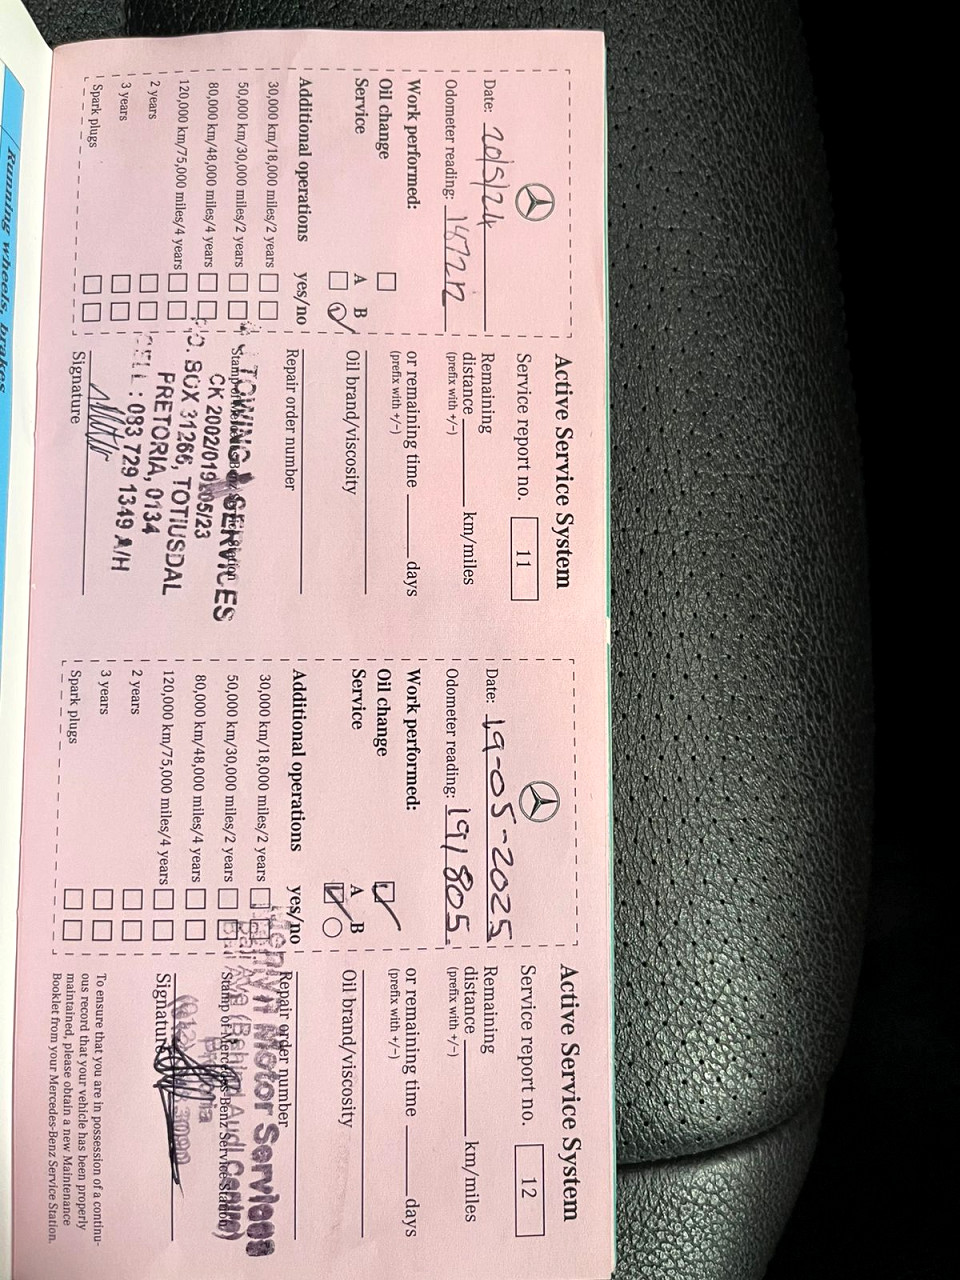 Active Service System
Date: 20/5/24
Service report no. 11
Odometer reading:
Remaining
distance km/miles
(prefix with +/-)
Work performed:
or remaining time days
(prefix with +/-)
Oil change
Service A B
Oil brand/viscosity
Additional operations yes/no
Repair order number
30,000 km/18,000 miles/2 years
50,000 km/30,000 miles/2 years
80,000 km/48,000 miles/4 years
120,000 km/75,000 miles/4 years
2 years
3 years
Spark plugs
TOWING & SERVICES
CK 2002/019205/23
BOX 31266, TOTIUSDAL
PRETORIA, 0134
CELL : 083 729 1349 A/H
Signature
Active Service System
Date: 19-05-2025
Service report no. 12
Odometer reading: 191805
Remaining
distance km/miles
(prefix with +/-)
Work performed:
or remaining time days
(prefix with +/-)
Oil change
Service A B
Oil brand/viscosity
Additional operations yes/no
Repair order number
30,000 km/18,000 miles/2 years
50,000 km/30,000 miles/2 years
80,000 km/48,000 miles/4 years
120,000 km/75,000 miles/4 years
2 years
3 years
Spark plugs
Motor Services
Ave (Behind Audi Centre)
Stamp of Mercedes-Benz Service Station
Signature
To ensure that you are in possession of a continu-
ous record that your vehicle has been properly
maintained, please obtain a new Maintenance
Booklet from your Mercedes-Benz Service Station.
Running wheels, brakes